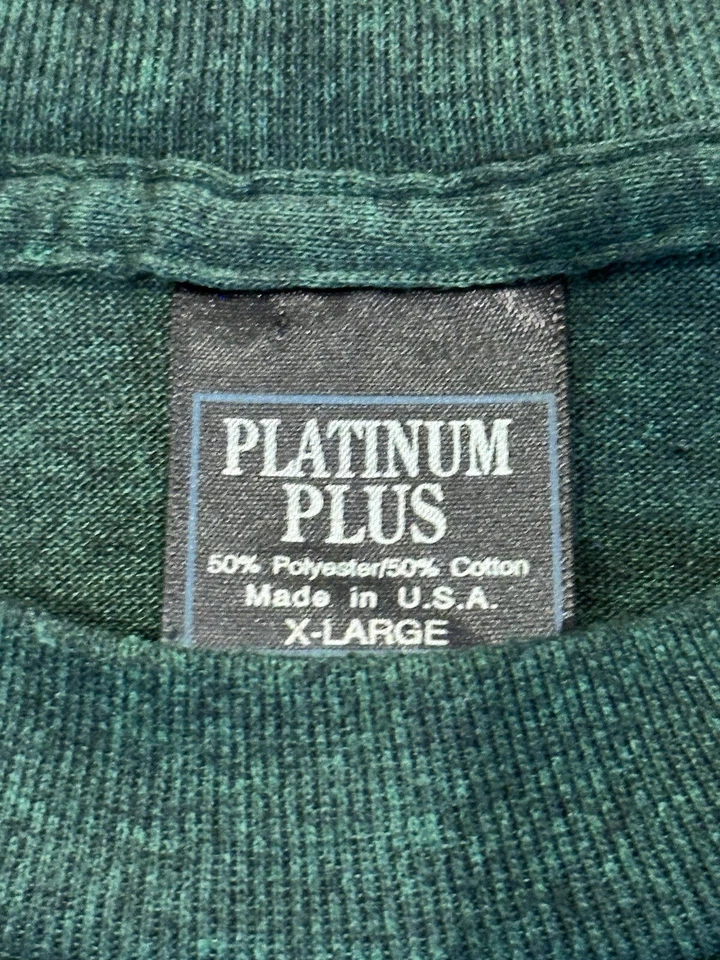 PLATINUM
PLUS
50% Polyester/50% Cotton
Made in U.S.A.
X-LARGE